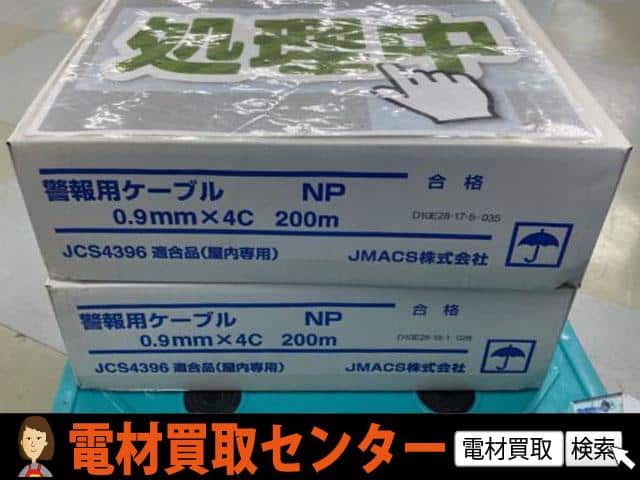 処理中
警報用ケーブル NP 合格
0.9mm×4C 200m
JCS4396 適合品(屋内専用) JMACS株式会社
警報用ケーブル NP 合格
0.9mm×4C 200m
JCS4396 適合品(屋内専用) JMACS株式会社
電材買取センター 電材買取 検索